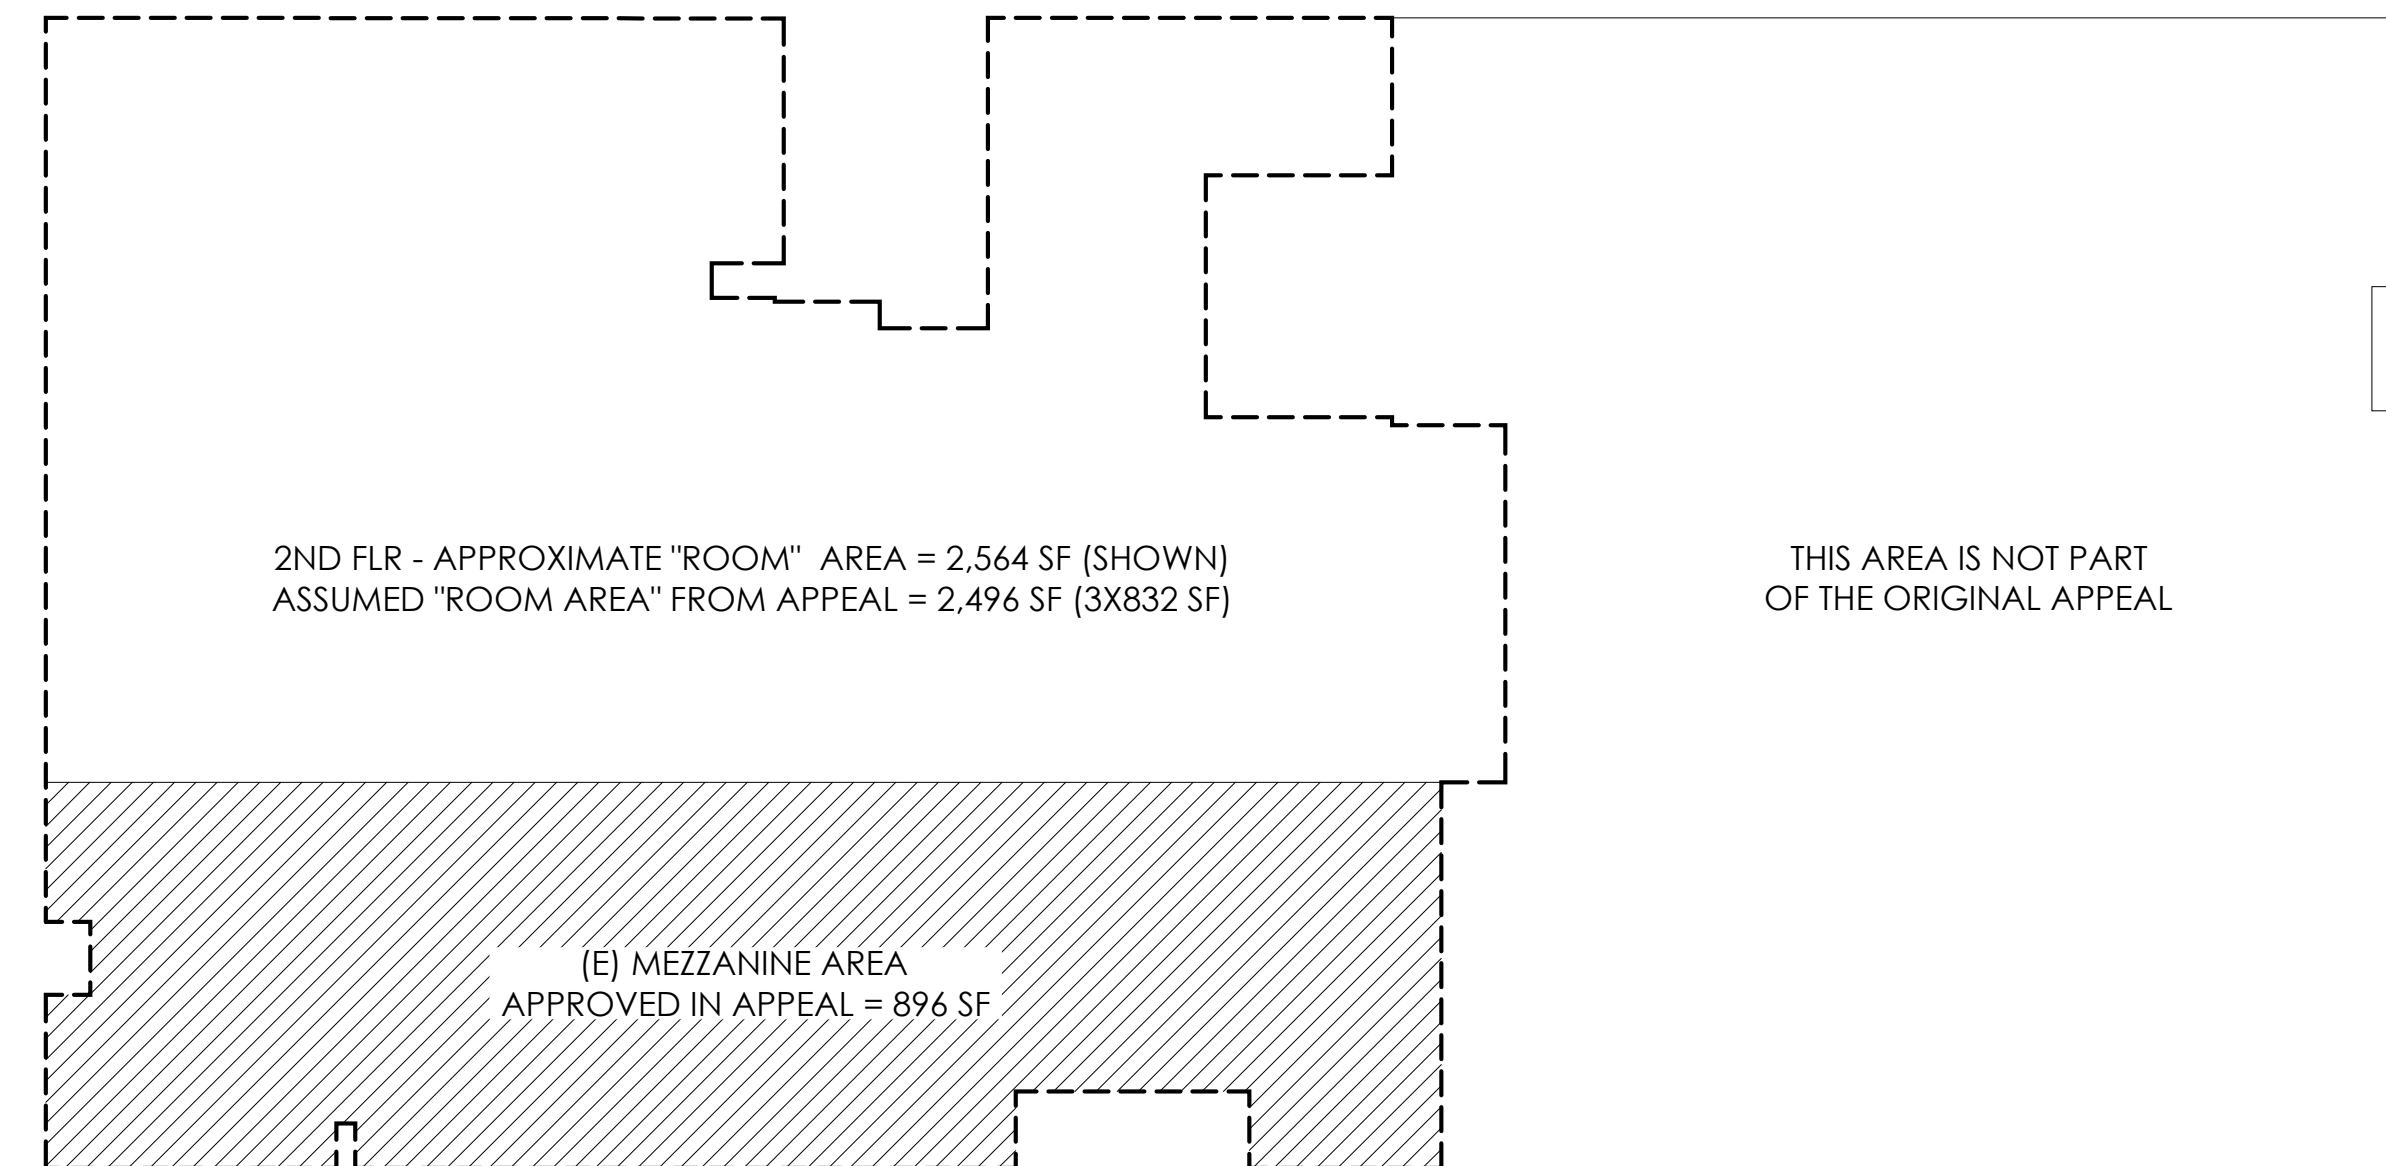 2ND FLR - APPROXIMATE "ROOM"  AREA = 2,564 SF (SHOWN)
ASSUMED "ROOM AREA" FROM APPEAL = 2,496 SF (3X832 SF)
THIS AREA IS NOT PART
OF THE ORIGINAL APPEAL
(E) MEZZANINE AREA
APPROVED IN APPEAL = 896 SF